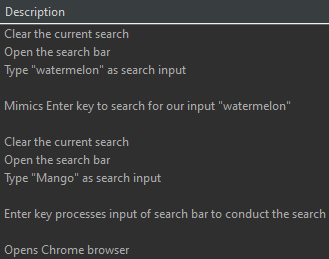 Description
Clear the current search
Open the search bar
Type "watermelon" as search input
Mimics Enter key to search for our input "watermelon"
Clear the current search
Open the search bar
Type "Mango" as search input
Enter key processes input of search bar to conduct the search
Opens Chrome browser